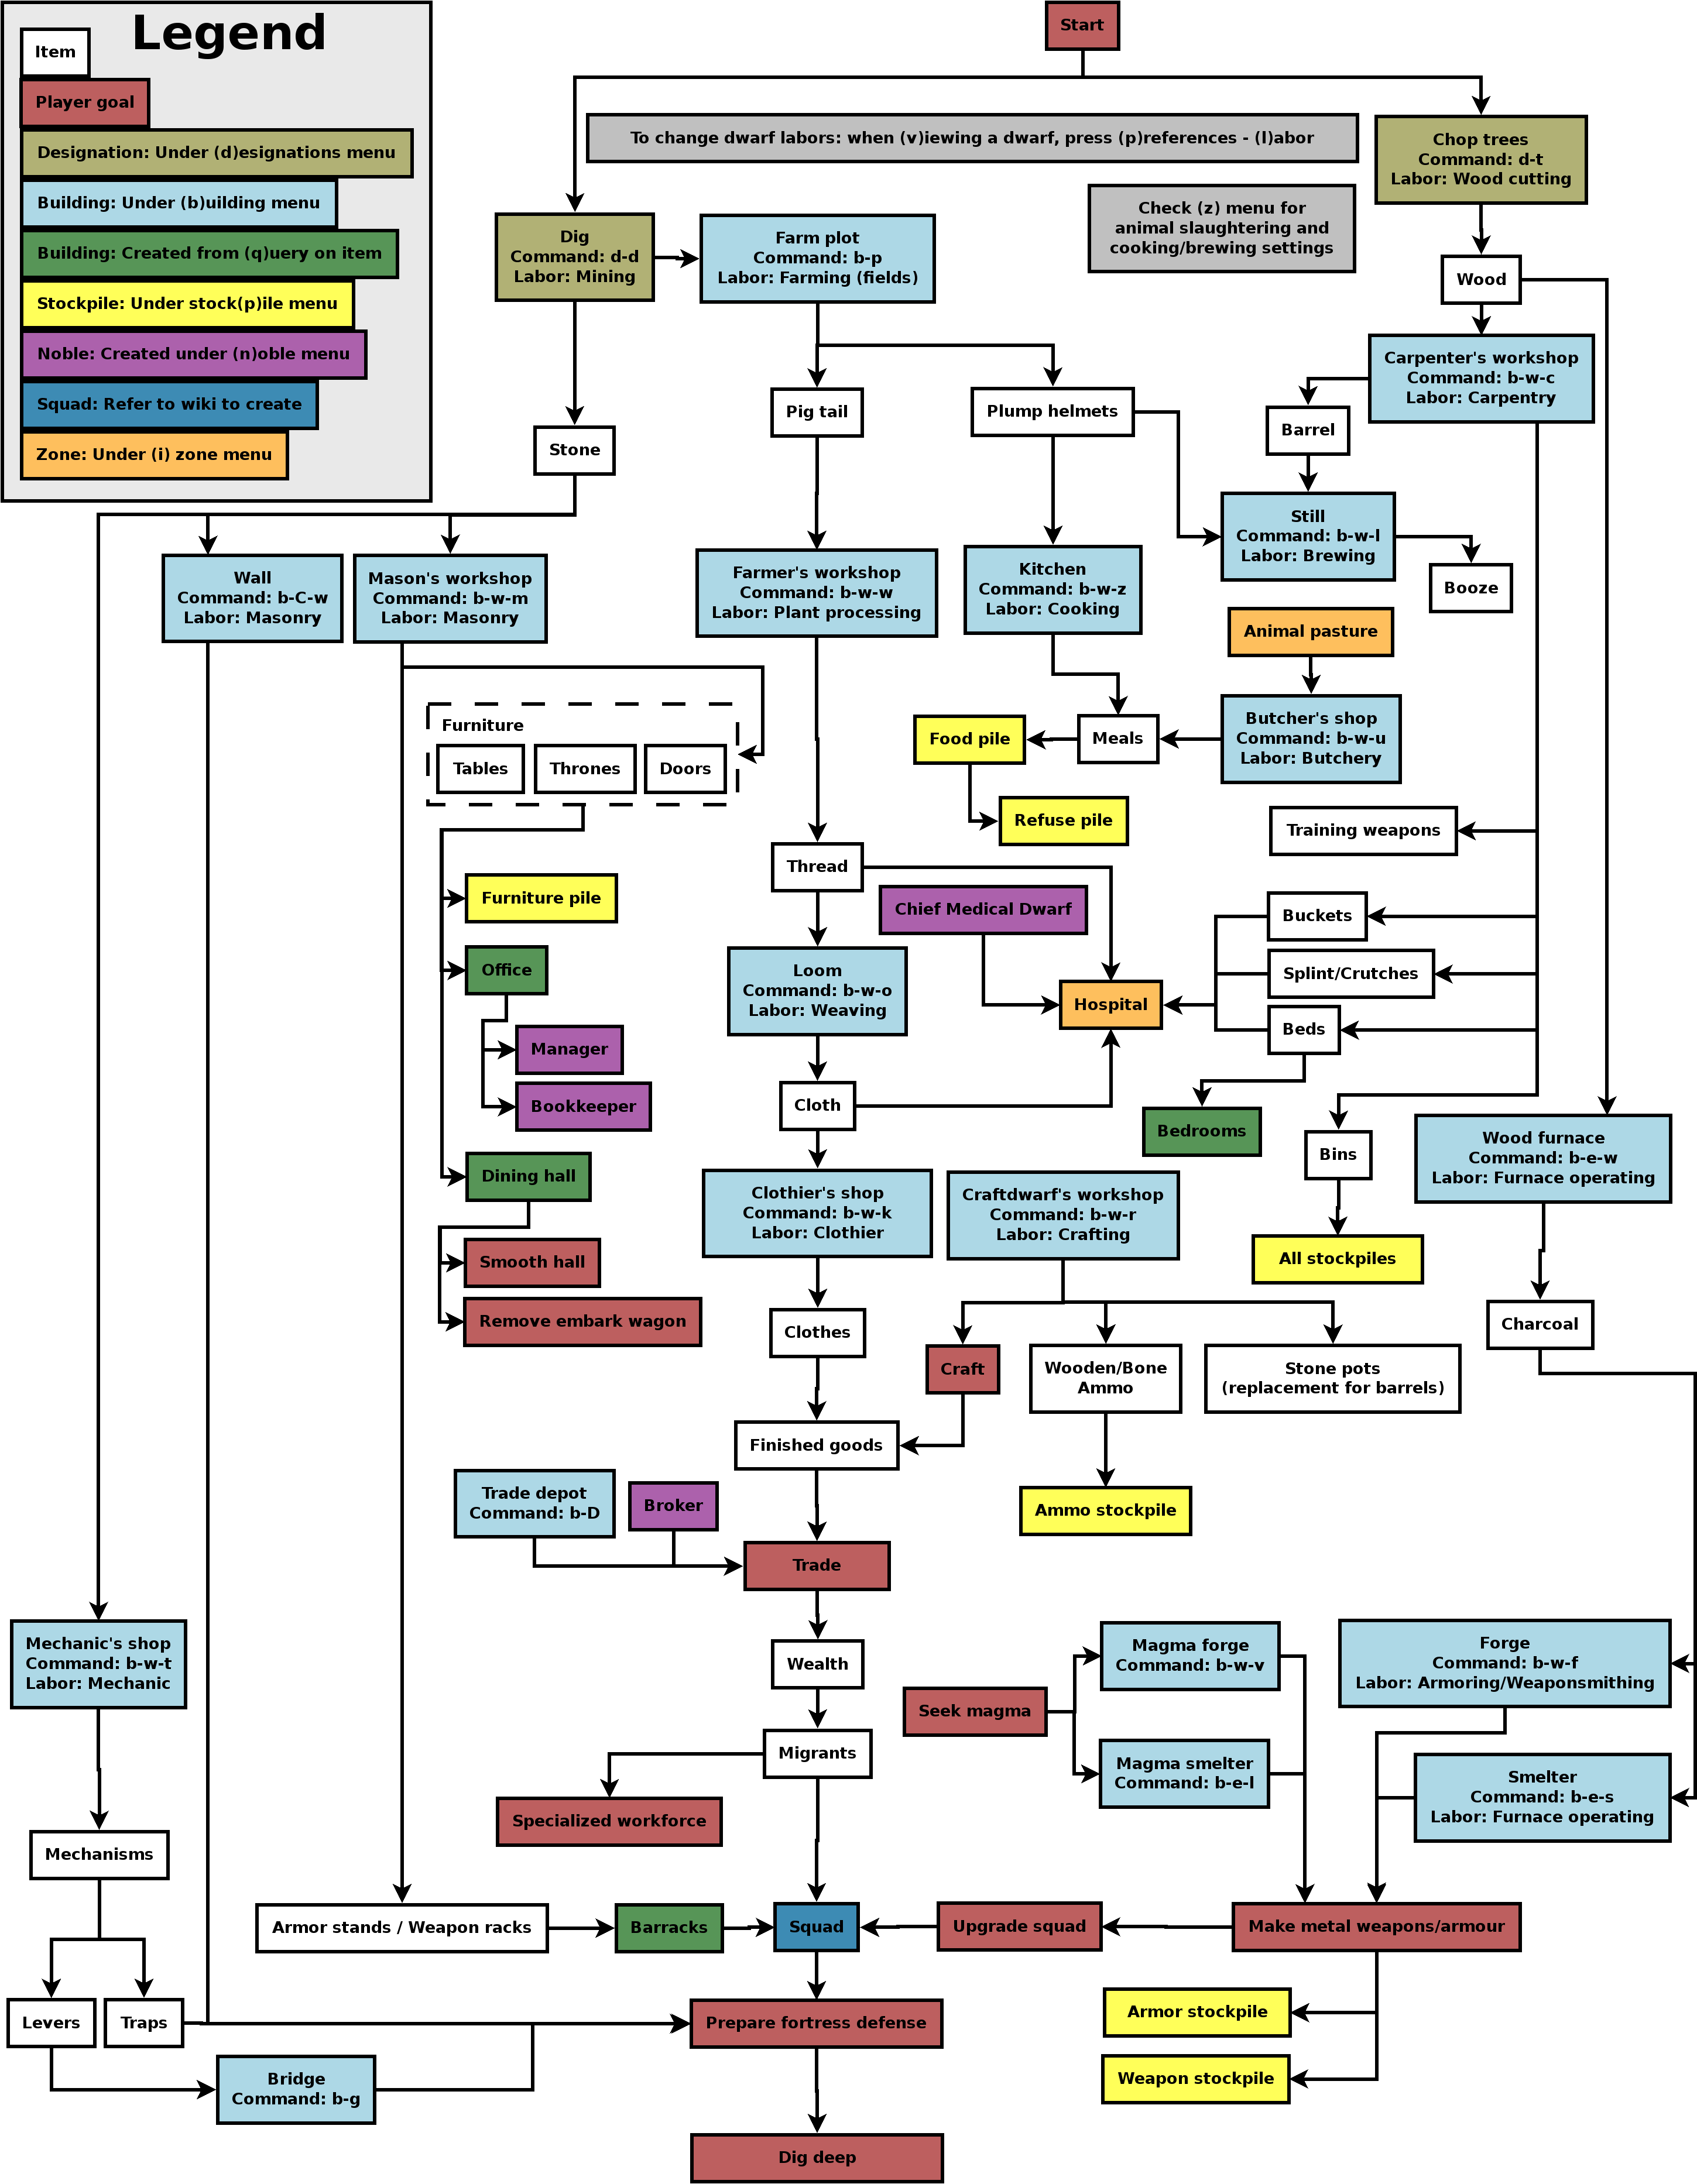 Legend
Item
Player goal
Designation: Under (d)esignations menu
Building: Under (b)uilding menu
Building: Created from (q)uery on item
Stockpile: Under stock(p)ile menu
Noble: Created under (n)oble menu
Squad: Refer to wiki to create
Zone: Under (i) zone menu
Start
To change dwarf labors: when (v)iewing a dwarf, press (p)references - (l)abor
Chop trees
Command: d-t
Labor: Wood cutting
Check (z) menu for
animal slaughtering and
cooking/brewing settings
Dig
Command: d-d
Labor: Mining
Farm plot
Command: b-p
Labor: Farming (fields)
Wood
Carpenter's workshop
Command: b-w-c
Labor: Carpentry
Pig tail
Plump helmets
Barrel
Stone
Still
Command: b-w-l
Labor: Brewing
Booze
Wall
Command: b-C-w
Labor: Masonry
Mason's workshop
Command: b-w-m
Labor: Masonry
Farmer's workshop
Command: b-w-w
Labor: Plant processing
Kitchen
Command: b-w-z
Labor: Cooking
Animal pasture
Furniture
Tables
Thrones
Doors
Food pile
Meals
Butcher's shop
Command: b-w-u
Labor: Butchery
Refuse pile
Training weapons
Thread
Furniture pile
Chief Medical Dwarf
Buckets
Office
Loom
Command: b-w-o
Labor: Weaving
Hospital
Splint/Crutches
Beds
Manager
Bookkeeper
Cloth
Bedrooms
Bins
Wood furnace
Command: b-e-w
Labor: Furnace operating
Dining hall
Clothier's shop
Command: b-w-k
Labor: Clothier
Craftdwarf's workshop
Command: b-w-r
Labor: Crafting
All stockpiles
Smooth hall
Remove embark wagon
Clothes
Charcoal
Craft
Wooden/Bone
Ammo
Stone pots
(replacement for barrels)
Finished goods
Trade depot
Command: b-D
Broker
Ammo stockpile
Trade
Mechanic's shop
Command: b-w-t
Labor: Mechanic
Wealth
Magma forge
Command: b-w-v
Forge
Command: b-w-f
Labor: Armoring/Weaponsmithing
Seek magma
Migrants
Magma smelter
Command: b-e-l
Smelter
Command: b-e-s
Labor: Furnace operating
Specialized workforce
Mechanisms
Armor stands / Weapon racks
Barracks
Squad
Upgrade squad
Make metal weapons/armour
Levers
Traps
Prepare fortress defense
Armor stockpile
Bridge
Command: b-g
Weapon stockpile
Dig deep